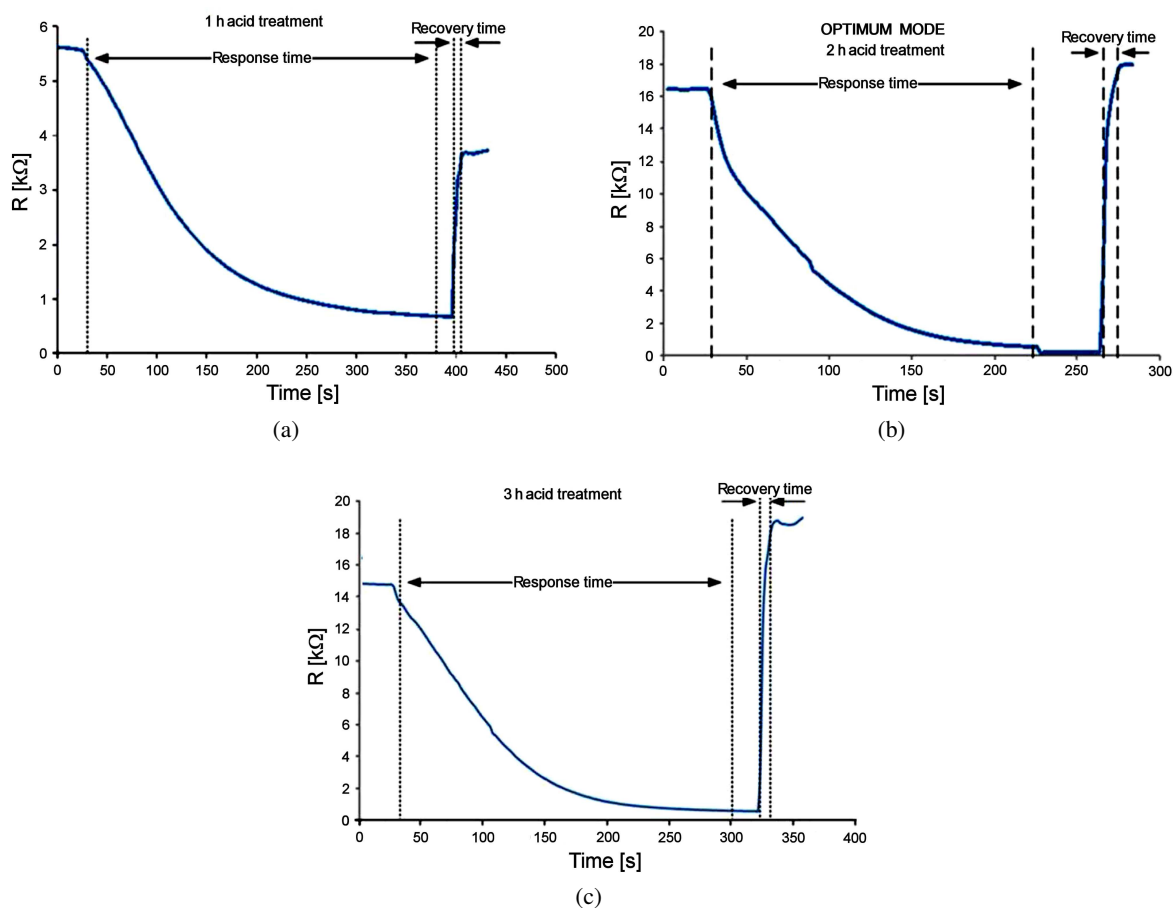 1 h acid treatment
Recovery time
Response time
6
5
4
3
2
1
0
R [kΩ]
0 50 100 150 200 250 300 350 400 450 500
Time [s]
(a)
OPTIMUM MODE
2 h acid treatment
Recovery time
Response time
20
18
16
14
12
10
8
6
4
2
0
R [kΩ]
0 50 100 150 200 250 300
Time [s]
(b)
3 h acid treatment
Recovery time
Response time
20
18
16
14
12
10
8
6
4
2
0
R [kΩ]
0 50 100 150 200 250 300 350 400
Time [s]
(c)